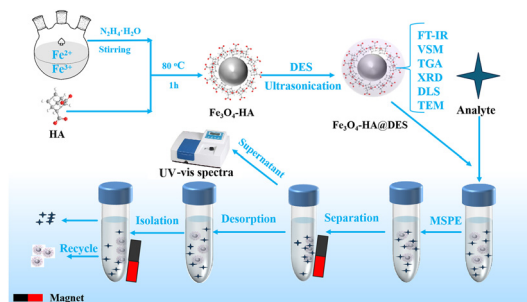 Fe²⁺
Fe³⁺
N₂H₄·H₂O
Stirring
HA
80 °C
1h
Fe₃O₄-HA
DES
Ultrasonication
Fe₃O₄-HA@DES
FT-IR
VSM
TGA
XRD
DLS
TEM
Analyte
UV-vis spectra
Supernatant
Isolation
Desorption
Separation
MSPE
Recycle
Magnet